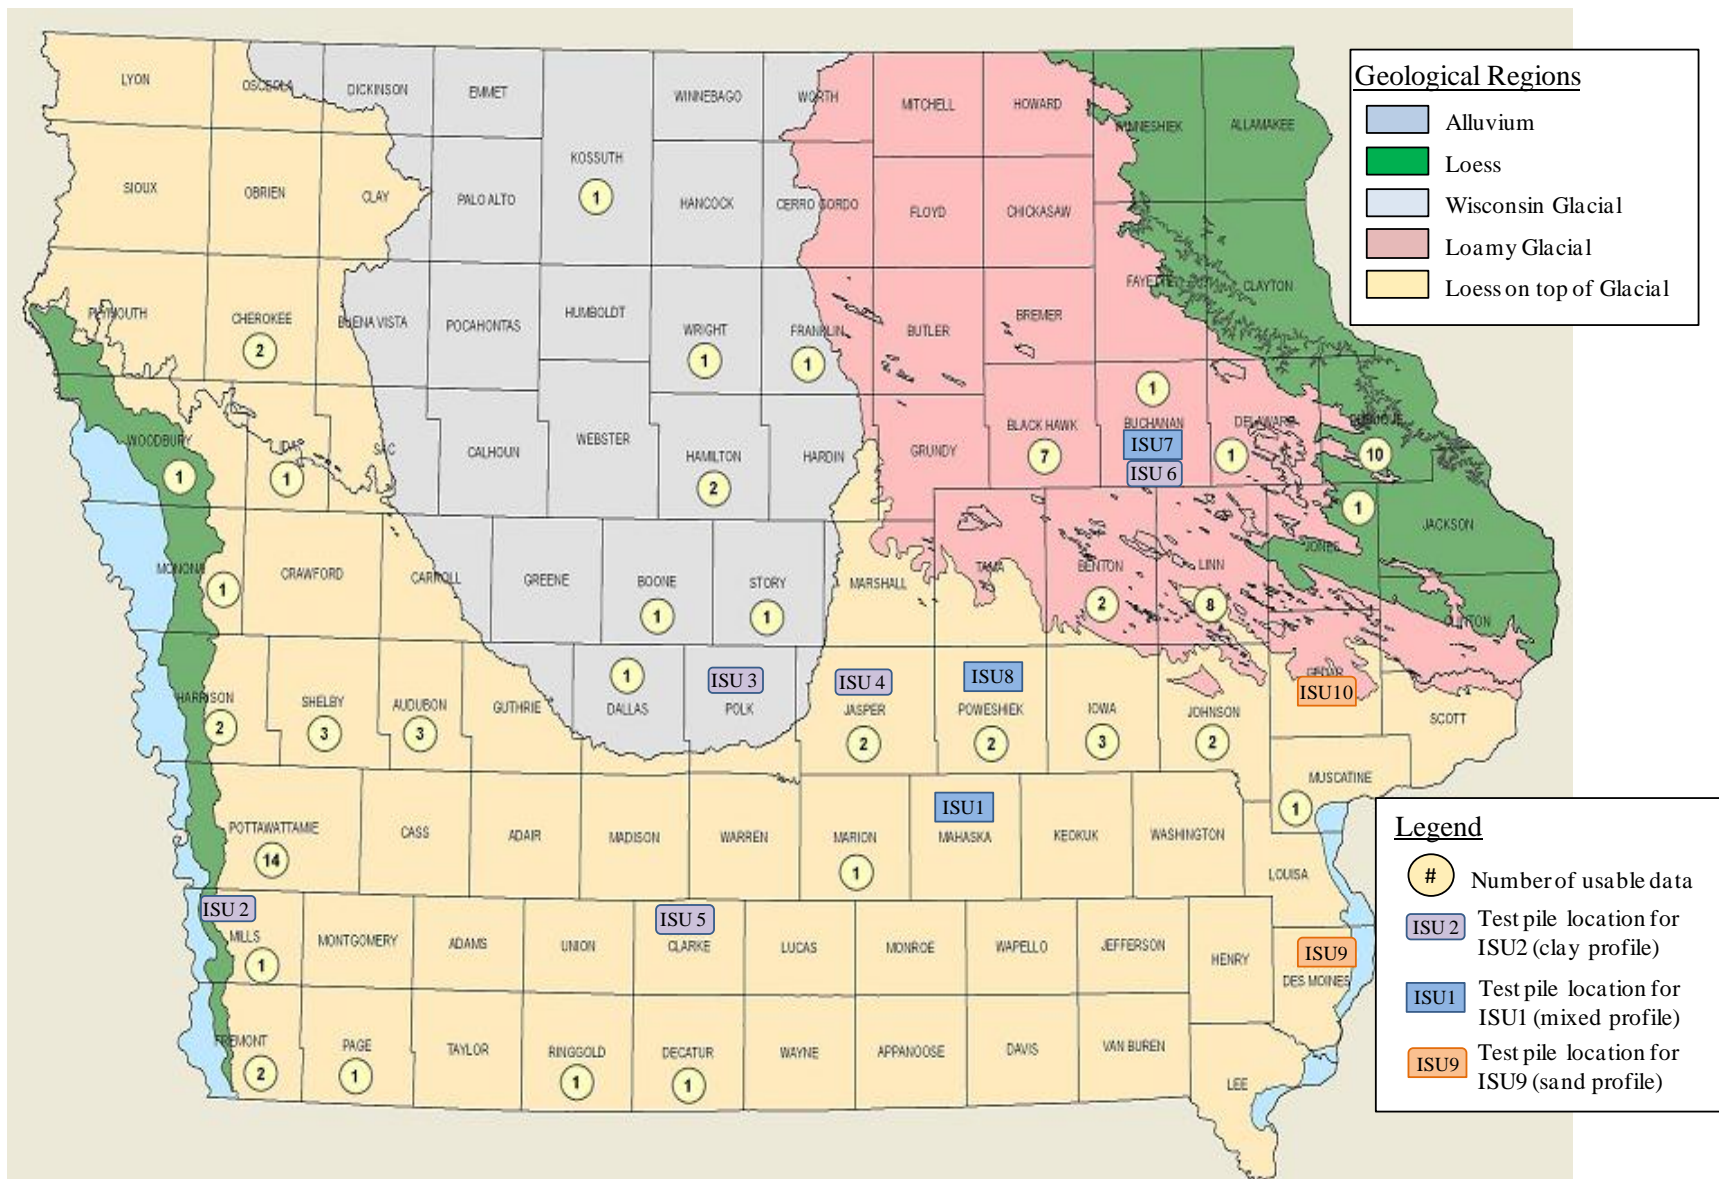 LYON
OSCEOLA
DICKINSON
EMMET
WINNEBAGO
WORTH
MITCHELL
HOWARD
WINNESHIEK
ALLAMAKEE
KOSSUTH
1
SIOUX
OBRIEN
CLAY
PALO ALTO
HANCOCK
CERRO GORDO
FLOYD
CHICKASAW
FAYETTE
CLAYTON
PLYMOUTH
CHEROKEE
2
BUENA VISTA
POCAHONTAS
HUMBOLDT
WRIGHT
1
FRANKLIN
1
BUTLER
BREMER
WOODBURY
1
IDA
1
SAC
CALHOUN
WEBSTER
HAMILTON
2
HARDIN
GRUNDY
BLACK HAWK
7
1
BUCHANAN
ISU7
ISU 6
DELAWARE
1
DUBUQUE
10
MONONA
1
CRAWFORD
CARROLL
GREENE
BOONE
1
STORY
1
MARSHALL
TAMA
BENTON
2
LINN
8
1
JONES
JACKSON
CLINTON
HARRISON
2
SHELBY
3
AUDUBON
3
GUTHRIE
1
DALLAS
ISU 3
POLK
ISU 4
JASPER
2
ISU8
POWESHIEK
2
IOWA
3
JOHNSON
2
CEDAR
ISU10
SCOTT
MUSCATINE
1
POTTAWATTAMIE
14
CASS
ADAIR
MADISON
WARREN
MARION
1
ISU1
MAHASKA
KEOKUK
WASHINGTON
LOUISA
ISU 2
MILLS
1
MONTGOMERY
ADAMS
UNION
ISU 5
CLARKE
LUCAS
MONROE
WAPELLO
JEFFERSON
HENRY
ISU9
DES MOINES
FREMONT
2
PAGE
1
TAYLOR
RINGGOLD
1
DECATUR
1
WAYNE
APPANOOSE
DAVIS
VAN BUREN
LEE
Geological Regions
Alluvium
Loess
Wisconsin Glacial
Loamy Glacial
Loess on top of Glacial
Legend
# Number of usable data
ISU 2 Test pile location for
ISU2 (clay profile)
ISU1 Test pile location for
ISU1 (mixed profile)
ISU9 Test pile location for
ISU9 (sand profile)